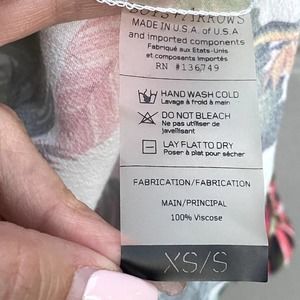 ARROWS
MADE IN U.S.A. of U.S.A
and imported components
Fabriqué aux Etats-Unis
et composants importés
RN #136749
HAND WASH COLD
Lavage à froid à main
DO NOT BLEACH
Ne pas utiliser de
javellisant
LAY FLAT TO DRY
Poser à plat pour sécher
FABRICATION/FABRICATION
MAIN/PRINCIPAL
100% Viscose
XS/S